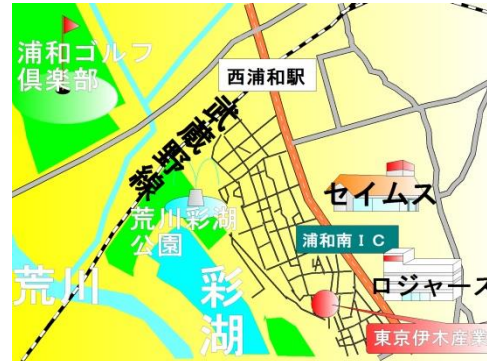 浦和ゴルフ
倶楽部
西浦和駅
武蔵野線
セイムス
荒川彩湖
公園
浦和南IC
荒川
彩湖
ロジャース
東京伊木産業